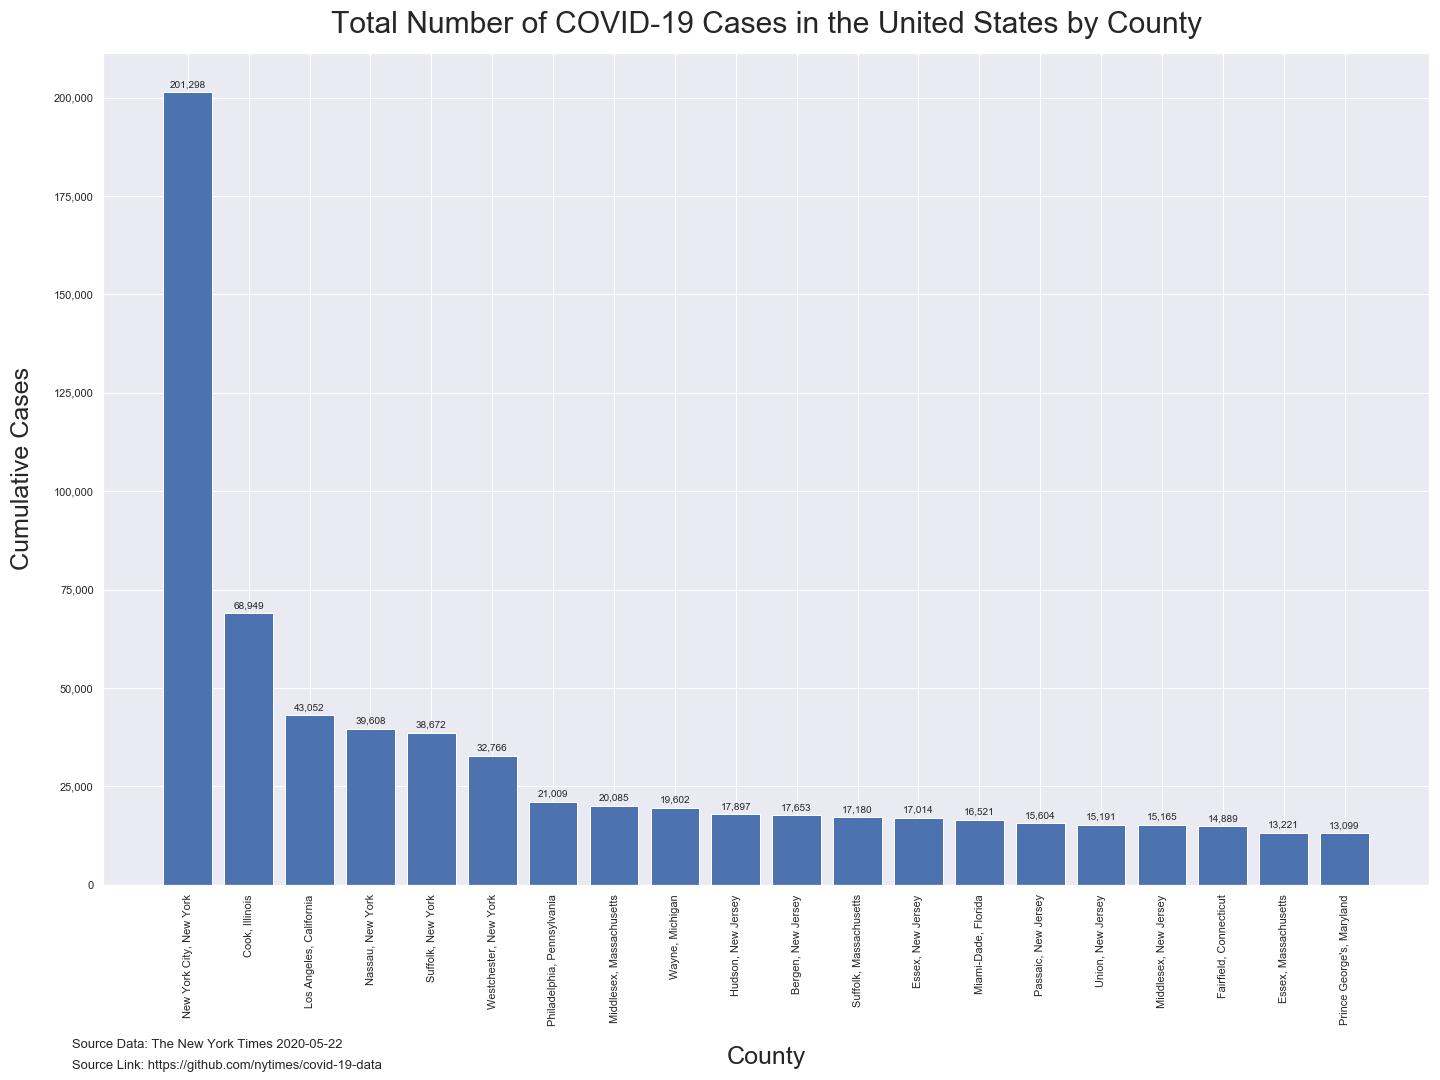 Total Number of COVID-19 Cases in the United States by County
Cumulative Cases
200,000
175,000
150,000
125,000
100,000
75,000
50,000
25,000
0
201,298
68,949
43,052
39,608
38,672
32,766
21,009
20,085
19,602
17,897
17,653
17,180
17,014
16,521
15,604
15,191
15,165
14,889
13,221
13,099
New York City, New York
Cook, Illinois
Los Angeles, California
Nassau, New York
Suffolk, New York
Westchester, New York
Philadelphia, Pennsylvania
Middlesex, Massachusetts
Wayne, Michigan
Hudson, New Jersey
Bergen, New Jersey
Suffolk, Massachusetts
Essex, New Jersey
Miami-Dade, Florida
Passaic, New Jersey
Union, New Jersey
Middlesex, New Jersey
Fairfield, Connecticut
Essex, Massachusetts
Prince George's, Maryland
County
Source Data: The New York Times 2020-05-22
Source Link: https://github.com/nytimes/covid-19-data